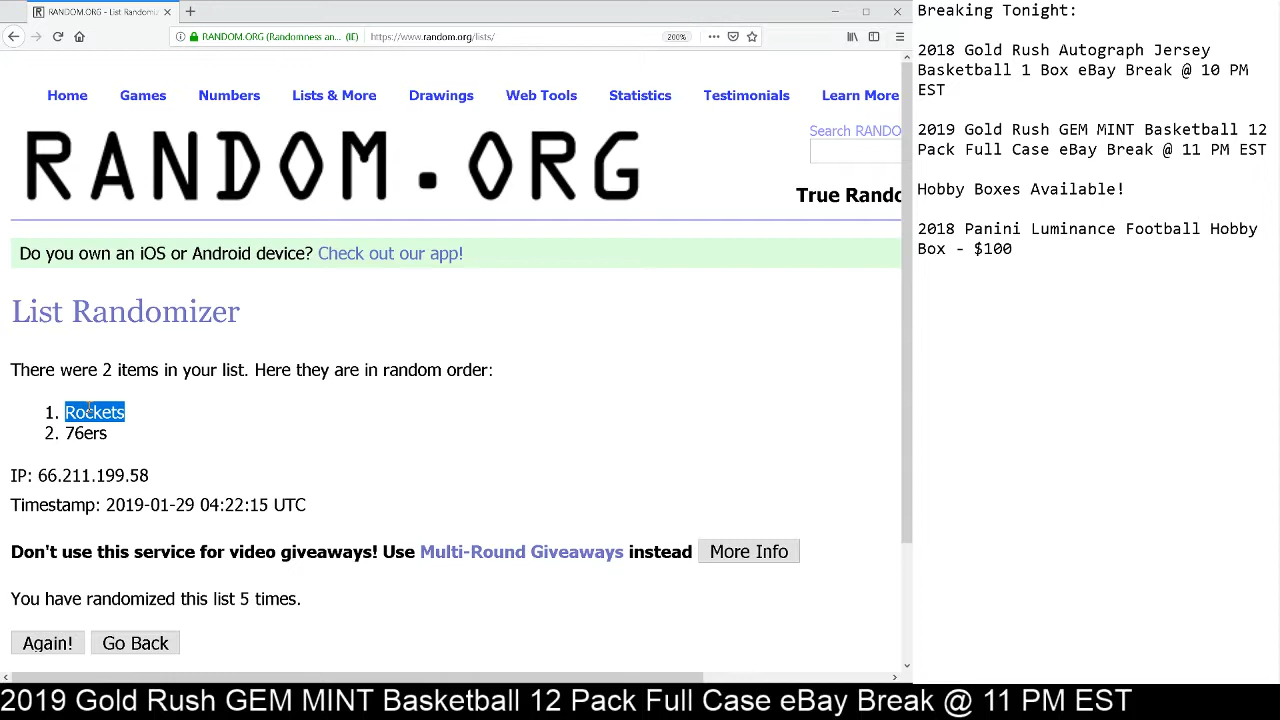 RANDOM.ORG - List Randomiz
RANDOM.ORG (Randomness an... (IE)
https://www.random.org/lists/
200%
Home Games Numbers Lists & More Drawings Web Tools Statistics Testimonials Learn More
RANDOM.ORG
Search RANDO
True Rando
Do you own an iOS or Android device? Check out our app!
List Randomizer
There were 2 items in your list. Here they are in random order:
1. Rockets
2. 76ers
IP: 66.211.199.58
Timestamp: 2019-01-29 04:22:15 UTC
Don't use this service for video giveaways! Use Multi-Round Giveaways instead More Info
You have randomized this list 5 times.
Again! Go Back
Breaking Tonight:
2018 Gold Rush Autograph Jersey
Basketball 1 Box eBay Break @ 10 PM
EST
2019 Gold Rush GEM MINT Basketball 12
Pack Full Case eBay Break @ 11 PM EST
Hobby Boxes Available!
2018 Panini Luminance Football Hobby
Box - $100
2019 Gold Rush GEM MINT Basketball 12 Pack Full Case eBay Break @ 11 PM EST